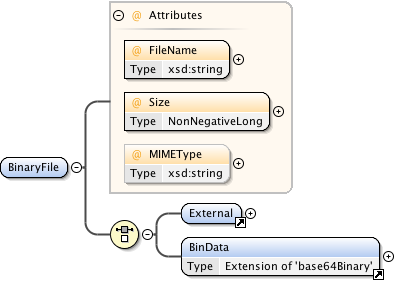 @ Attributes
@ FileName
Type xsd:string
@ Size
Type NonNegativeLong
@ MIMEType
Type xsd:string
BinaryFile
External
BinData
Type Extension of 'base64Binary'